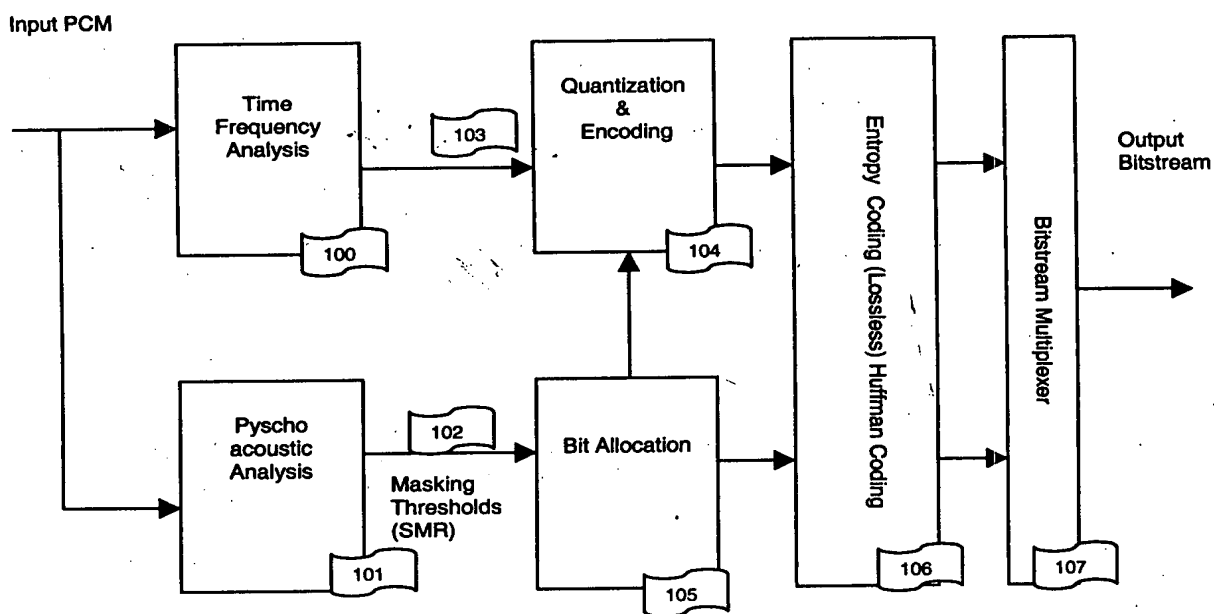 Input PCM
Time
Frequency
Analysis
100
103
Quantization
&
Encoding
104
Entropy Coding (Lossless) Huffman Coding
106
Bitstream Multiplexer
107
Output
Bitstream
Pyscho
acoustic
Analysis
101
102
Masking
Thresholds
(SMR)
Bit Allocation
105